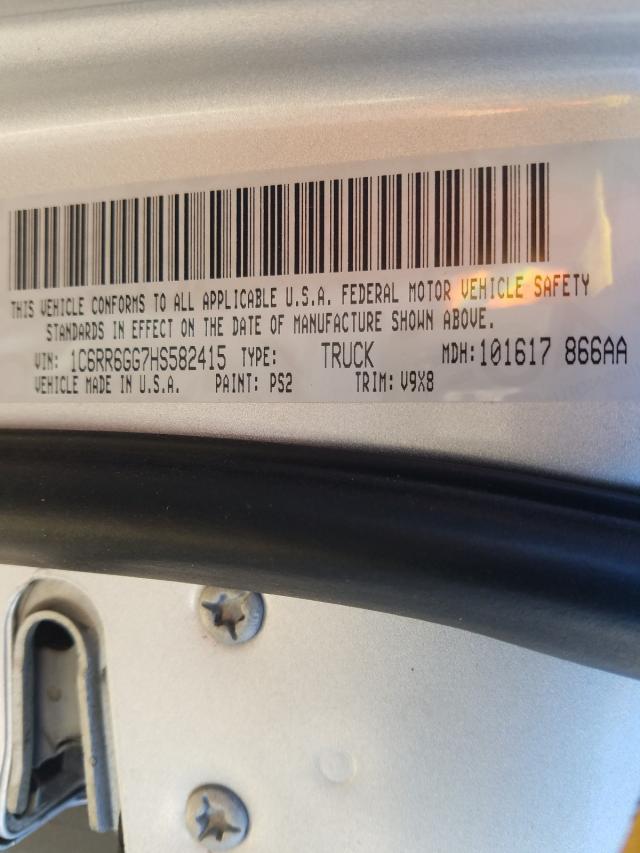 THIS VEHICLE CONFORMS TO ALL APPLICABLE U.S.A. FEDERAL MOTOR VEHICLE SAFETY
STANDARDS IN EFFECT ON THE DATE OF MANUFACTURE SHOWN ABOVE.
VIN: 1C6RR6GG7HS582415 TYPE: TRUCK MDH:101617 866AA
VEHICLE MADE IN U.S.A. PAINT: PS2 TRIM: V9X8